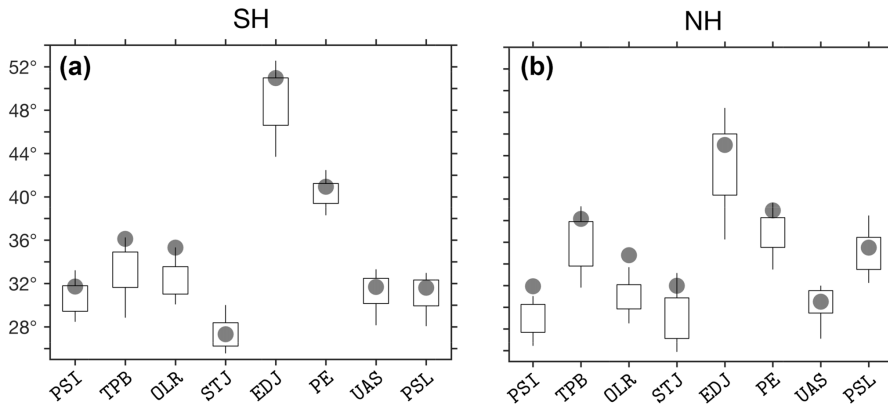 SH
NH
(a)
(b)
52°
48°
44°
40°
36°
32°
28°
PSI TPB OLR STJ EDJ PE UAS PSL
PSI TPB OLR STJ EDJ PE UAS PSL